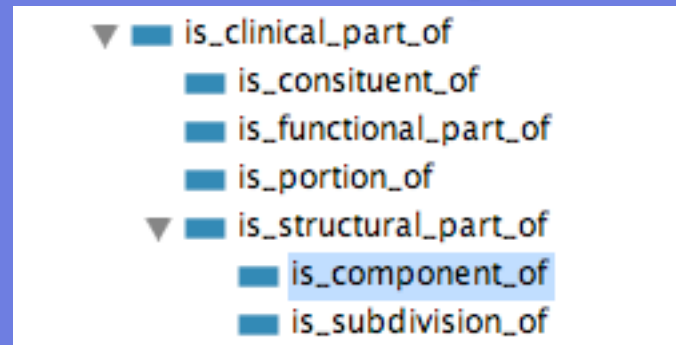 is_clinical_part_of
is_consituent_of
is_functional_part_of
is_portion_of
is_structural_part_of
is_component_of
is_subdivision_of